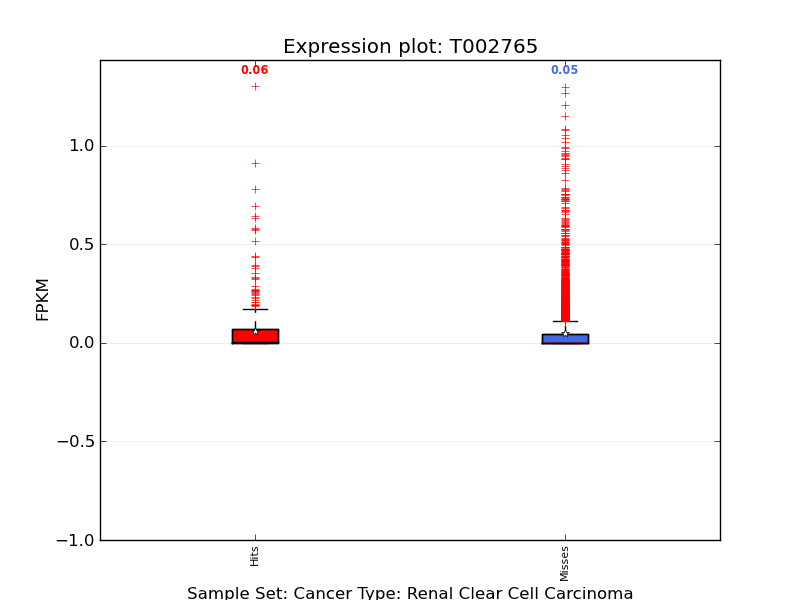 Expression plot: T002765
0.06
0.05
1.0
0.5
0.0
−0.5
−1.0
FPKM
Hits
Misses
Sample Set: Cancer Type: Renal Clear Cell Carcinoma